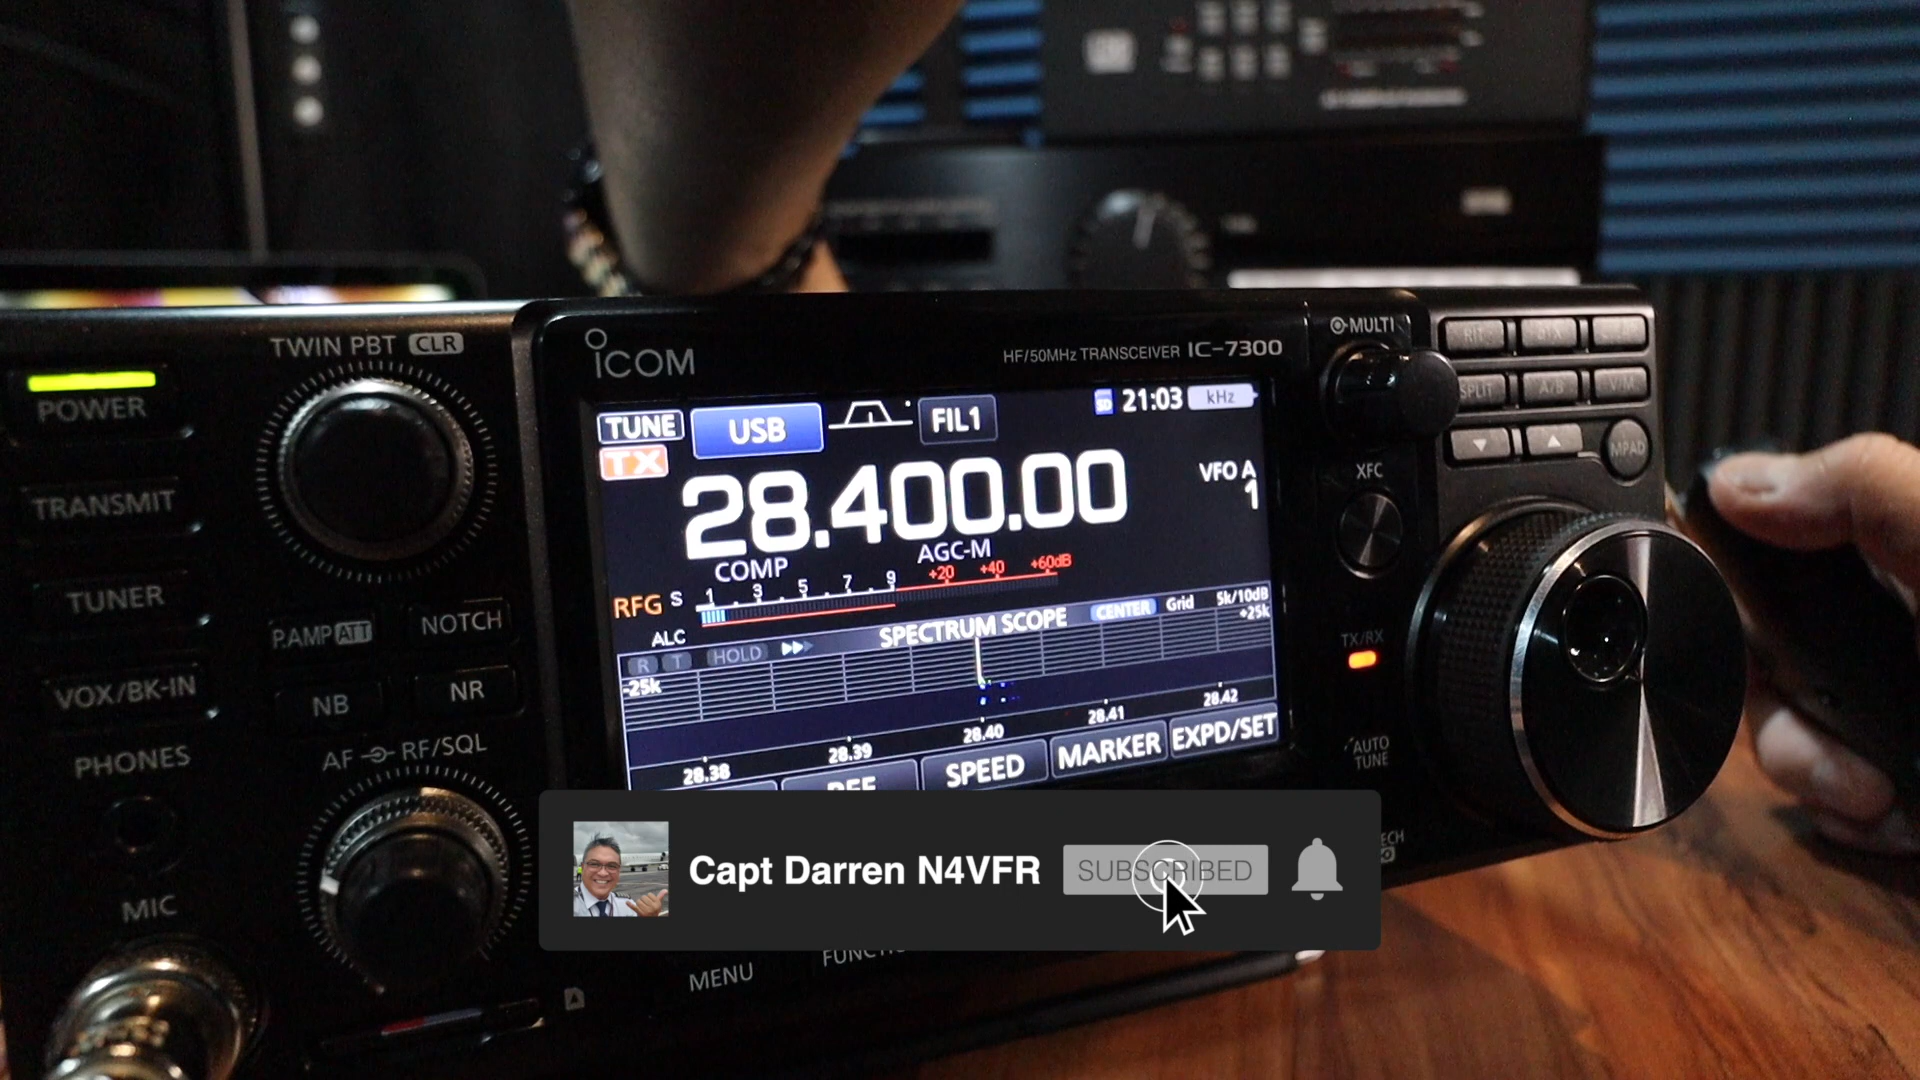 TWIN PBT CLR
POWER
TRANSMIT
TUNER
VOX/BK-IN
PHONES
MIC
P.AMP ATT
NOTCH
NB
NR
AF RF/SQL
ICOM
HF/50MHz TRANSCEIVER IC-7300
TUNE
USB
FIL1
21:03
kHz
TX
28.400.00
VFO A
1
COMP
AGC-M
RFG
S 1 . 3 . 5 . 7 . 9 +20 +40 +60dB
ALC
SPECTRUM SCOPE
CENTER
Grid
5k/10dB
+25k
R T HOLD
-25k
28.38
28.39
28.40
28.41
28.42
SPEED
MARKER
EXPD/SET
MULTI
SPLIT
A/B
V/M
MPAD
XFC
TX/RX
AUTO
TUNE
Capt Darren N4VFR
SUBSCRIBED
MENU